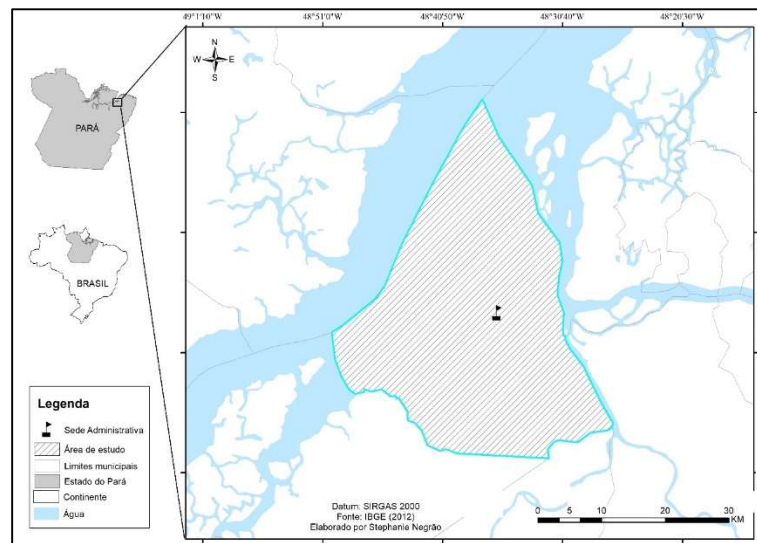 49°1'10"W 48°51'0"W 48°40'50"W 48°30'40"W 48°20'30"W
N
W E
S
PARÁ
BRASIL
Legenda
Sede Administrativa
Área de estudo
Limites municipais
Estado do Pará
Continente
Água
Datum: SIRGAS 2000
Fonte: IBGE (2012)
Elaborado por Stephanie Negrão
0 5 10 20 30
KM